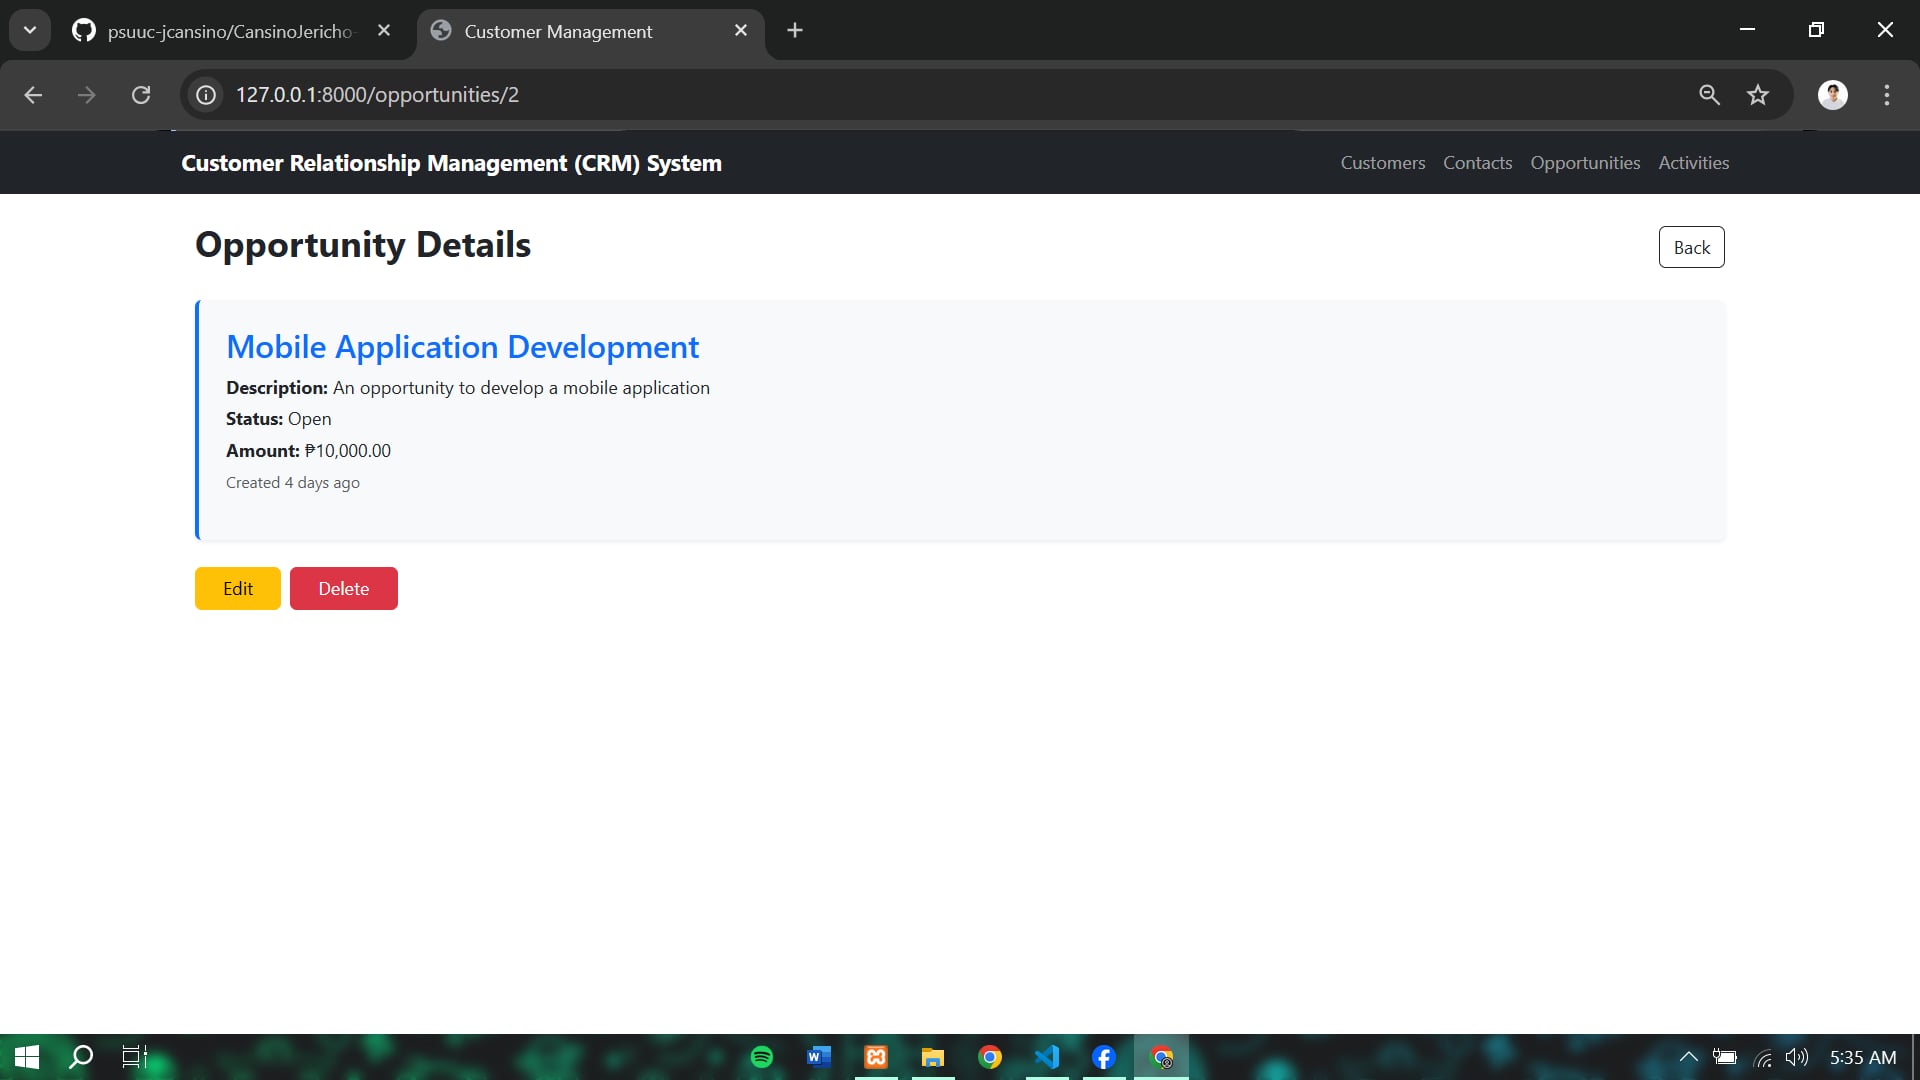 psuuc-jcansino/CansinoJericho-
Customer Management
127.0.0.1:8000/opportunities/2
Customer Relationship Management (CRM) System
Customers Contacts Opportunities Activities
Opportunity Details
Back
Mobile Application Development
Description: An opportunity to develop a mobile application
Status: Open
Amount: ₱10,000.00
Created 4 days ago
Edit Delete
5:35 AM